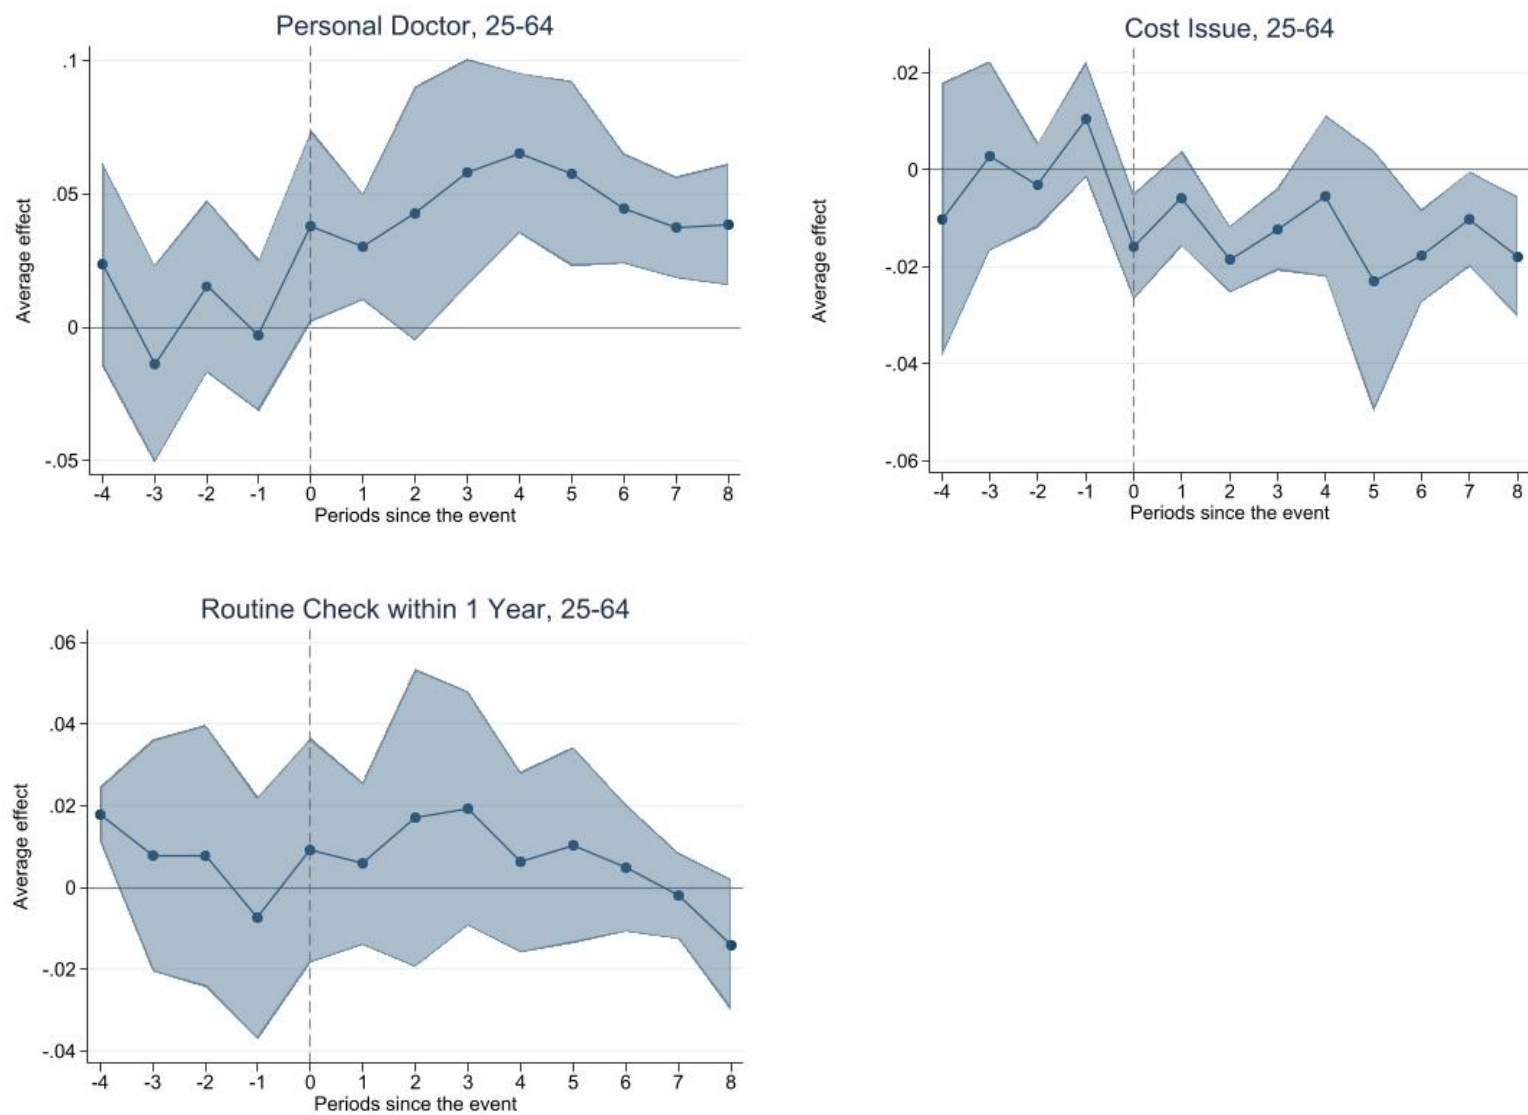 Personal Doctor, 25-64
.1
.05
0
-.05
Average effect
-4 -3 -2 -1 0 1 2 3 4 5 6 7 8
Periods since the event
Cost Issue, 25-64
.02
0
-.02
-.04
-.06
Average effect
-4 -3 -2 -1 0 1 2 3 4 5 6 7 8
Periods since the event
Routine Check within 1 Year, 25-64
.06
.04
.02
0
-.02
-.04
Average effect
-4 -3 -2 -1 0 1 2 3 4 5 6 7 8
Periods since the event